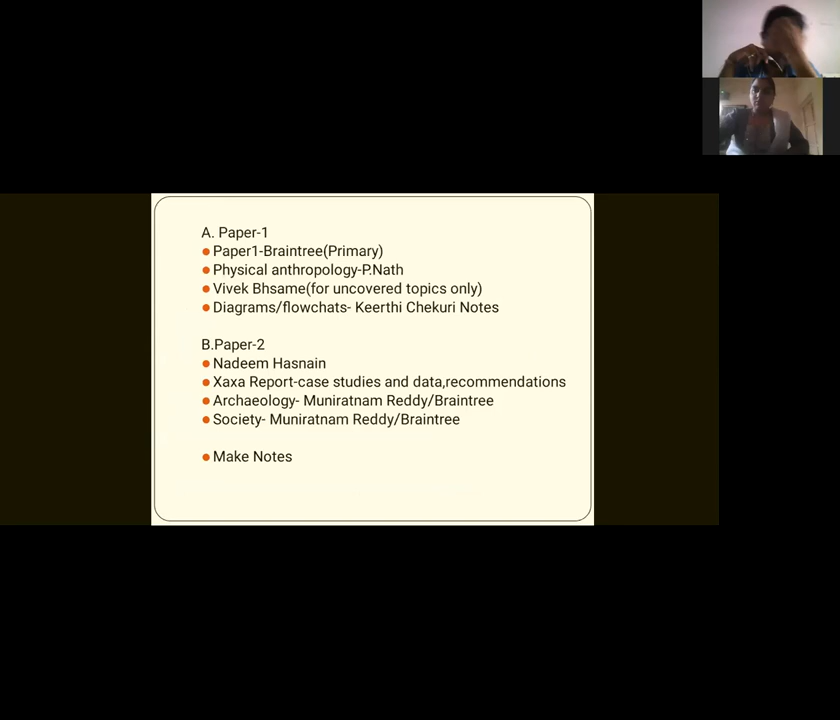 A. Paper-1
Paper1-Braintree(Primary)
Physical anthropology-P.Nath
Vivek Bhsame(for uncovered topics only)
Diagrams/flowchats- Keerthi Chekuri Notes
B.Paper-2
Nadeem Hasnain
Xaxa Report-case studies and data,recommendations
Archaeology- Muniratnam Reddy/Braintree
Society- Muniratnam Reddy/Braintree
Make Notes